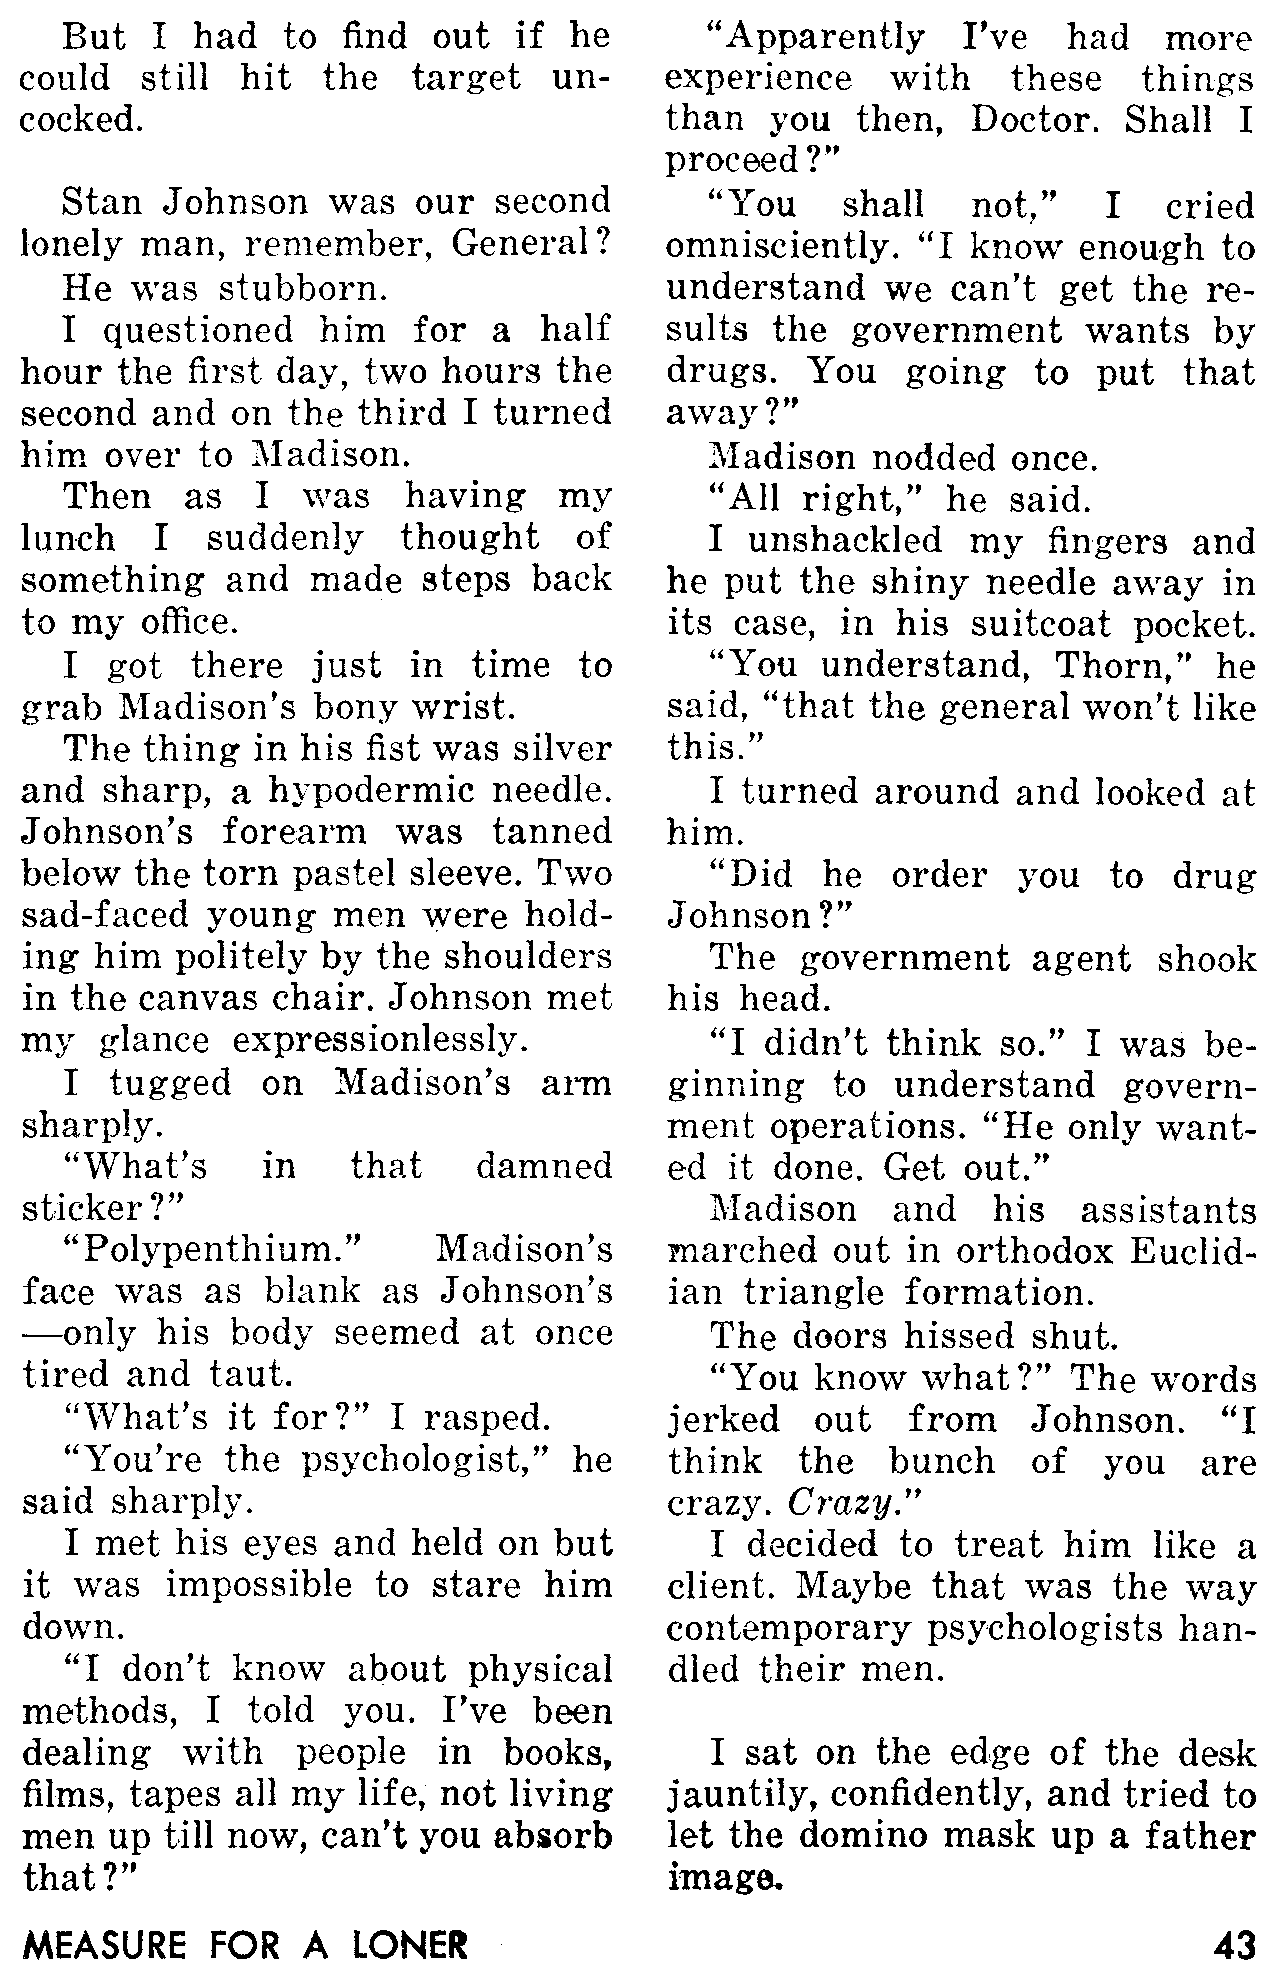 But I had to find out if he
could still hit the target un-
cocked.
Stan Johnson was our second
lonely man, remember, General?
He was stubborn.
I questioned him for a half
hour the first day, two hours the
second and on the third I turned
him over to Madison.
Then as I was having my
lunch I suddenly thought of
something and made steps back
to my office.
I got there just in time to
grab Madison's bony wrist.
The thing in his fist was silver
and sharp, a hypodermic needle.
Johnson's forearm was tanned
below the torn pastel sleeve. Two
sad-faced young men were hold-
ing him politely by the shoulders
in the canvas chair. Johnson met
my glance expressionlessly.
I tugged on Madison's arm
sharply.
“What's in that damned
sticker?”
“Polypenthium.” Madison's
face was as blank as Johnson's
—only his body seemed at once
tired and taut.
“What's it for?” I rasped.
“You're the psychologist,” he
said sharply.
I met his eyes and held on but
it was impossible to stare him
down.
“I don't know about physical
methods, I told you. I've been
dealing with people in books,
films, tapes all my life, not living
men up till now, can't you absorb
that?”
“Apparently I've had more
experience with these things
than you then, Doctor. Shall I
proceed?”
“You shall not,” I cried
omnisciently. “I know enough to
understand we can't get the re-
sults the government wants by
drugs. You going to put that
away?”
Madison nodded once.
“All right,” he said.
I unshackled my fingers and
he put the shiny needle away in
its case, in his suitcoat pocket.
“You understand, Thorn,” he
said, “that the general won't like
this.”
I turned around and looked at
him.
“Did he order you to drug
Johnson?”
The government agent shook
his head.
“I didn't think so.” I was be-
ginning to understand govern-
ment operations. “He only want-
ed it done. Get out.”
Madison and his assistants
marched out in orthodox Euclid-
ian triangle formation.
The doors hissed shut.
“You know what?” The words
jerked out from Johnson. “I
think the bunch of you are
crazy. Crazy.”
I decided to treat him like a
client. Maybe that was the way
contemporary psychologists han-
dled their men.
I sat on the edge of the desk
jauntily, confidently, and tried to
let the domino mask up a father
image.
MEASURE FOR A LONER 43